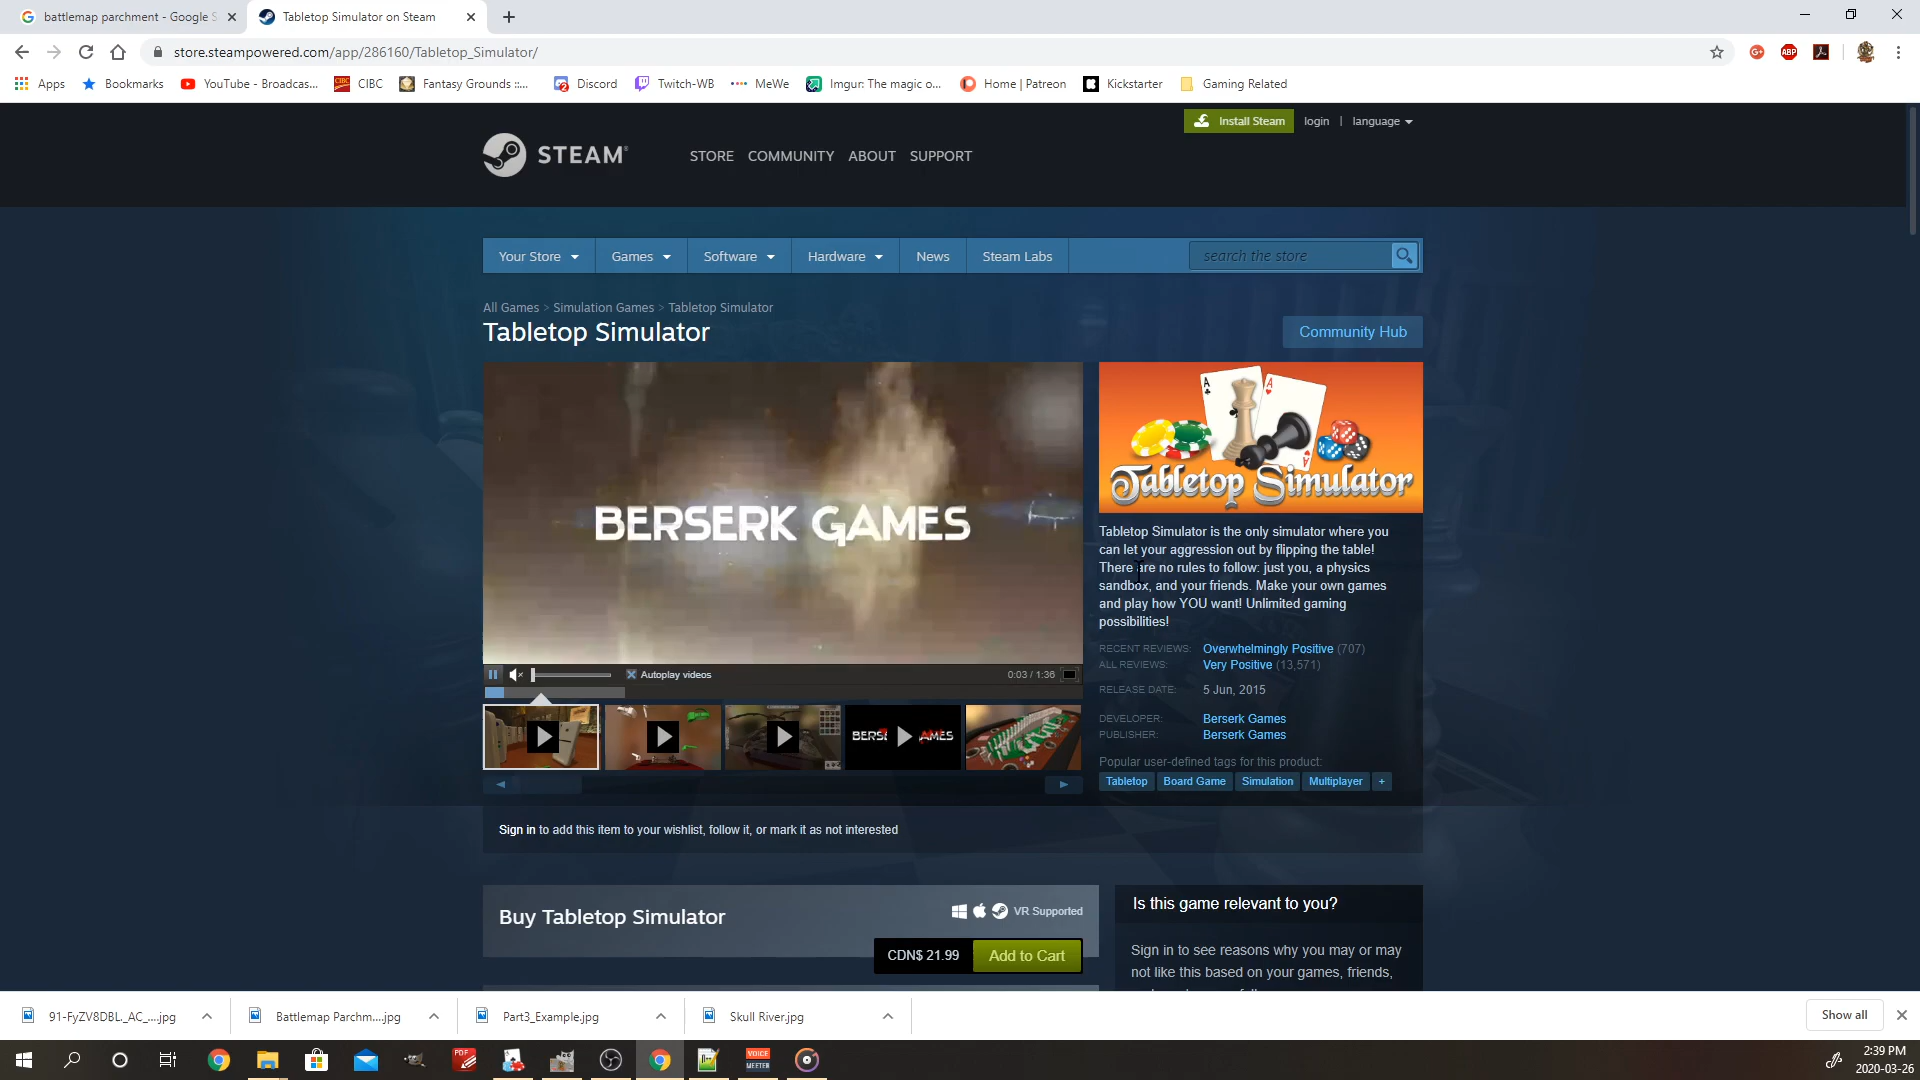 battlemap parchment - Google S
Tabletop Simulator on Steam
store.steampowered.com/app/286160/Tabletop_Simulator/
Apps
Bookmarks
YouTube - Broadcas...
CIBC
Fantasy Grounds ::...
Discord
Twitch-WB
MeWe
Imgur: The magic o...
Home | Patreon
Kickstarter
Gaming Related
Install Steam
login | language
STEAM
STORE COMMUNITY ABOUT SUPPORT
Your Store Games Software Hardware News Steam Labs
search the store
All Games > Simulation Games > Tabletop Simulator
Tabletop Simulator
Community Hub
BERSERK GAMES
Tabletop Simulator
Tabletop Simulator is the only simulator where you
can let your aggression out by flipping the table!
There are no rules to follow: just you, a physics
sandbox, and your friends. Make your own games
and play how YOU want! Unlimited gaming
possibilities!
RECENT REVIEWS: Overwhelmingly Positive (707)
ALL REVIEWS: Very Positive (13,571)
RELEASE DATE: 5 Jun, 2015
DEVELOPER: Berserk Games
PUBLISHER: Berserk Games
Popular user-defined tags for this product:
Tabletop Board Game Simulation Multiplayer +
Autoplay videos
0:03 / 1:36
Sign in to add this item to your wishlist, follow it, or mark it as not interested
Buy Tabletop Simulator
VR Supported
CDN$ 21.99 Add to Cart
Is this game relevant to you?
Sign in to see reasons why you may or may
not like this based on your games, friends,
91-FyZV8DBL._AC_....jpg
Battlemap Parchm....jpg
Part3_Example.jpg
Skull River.jpg
Show all
PDF
VOICE
MEETER
2:39 PM
2020-03-26